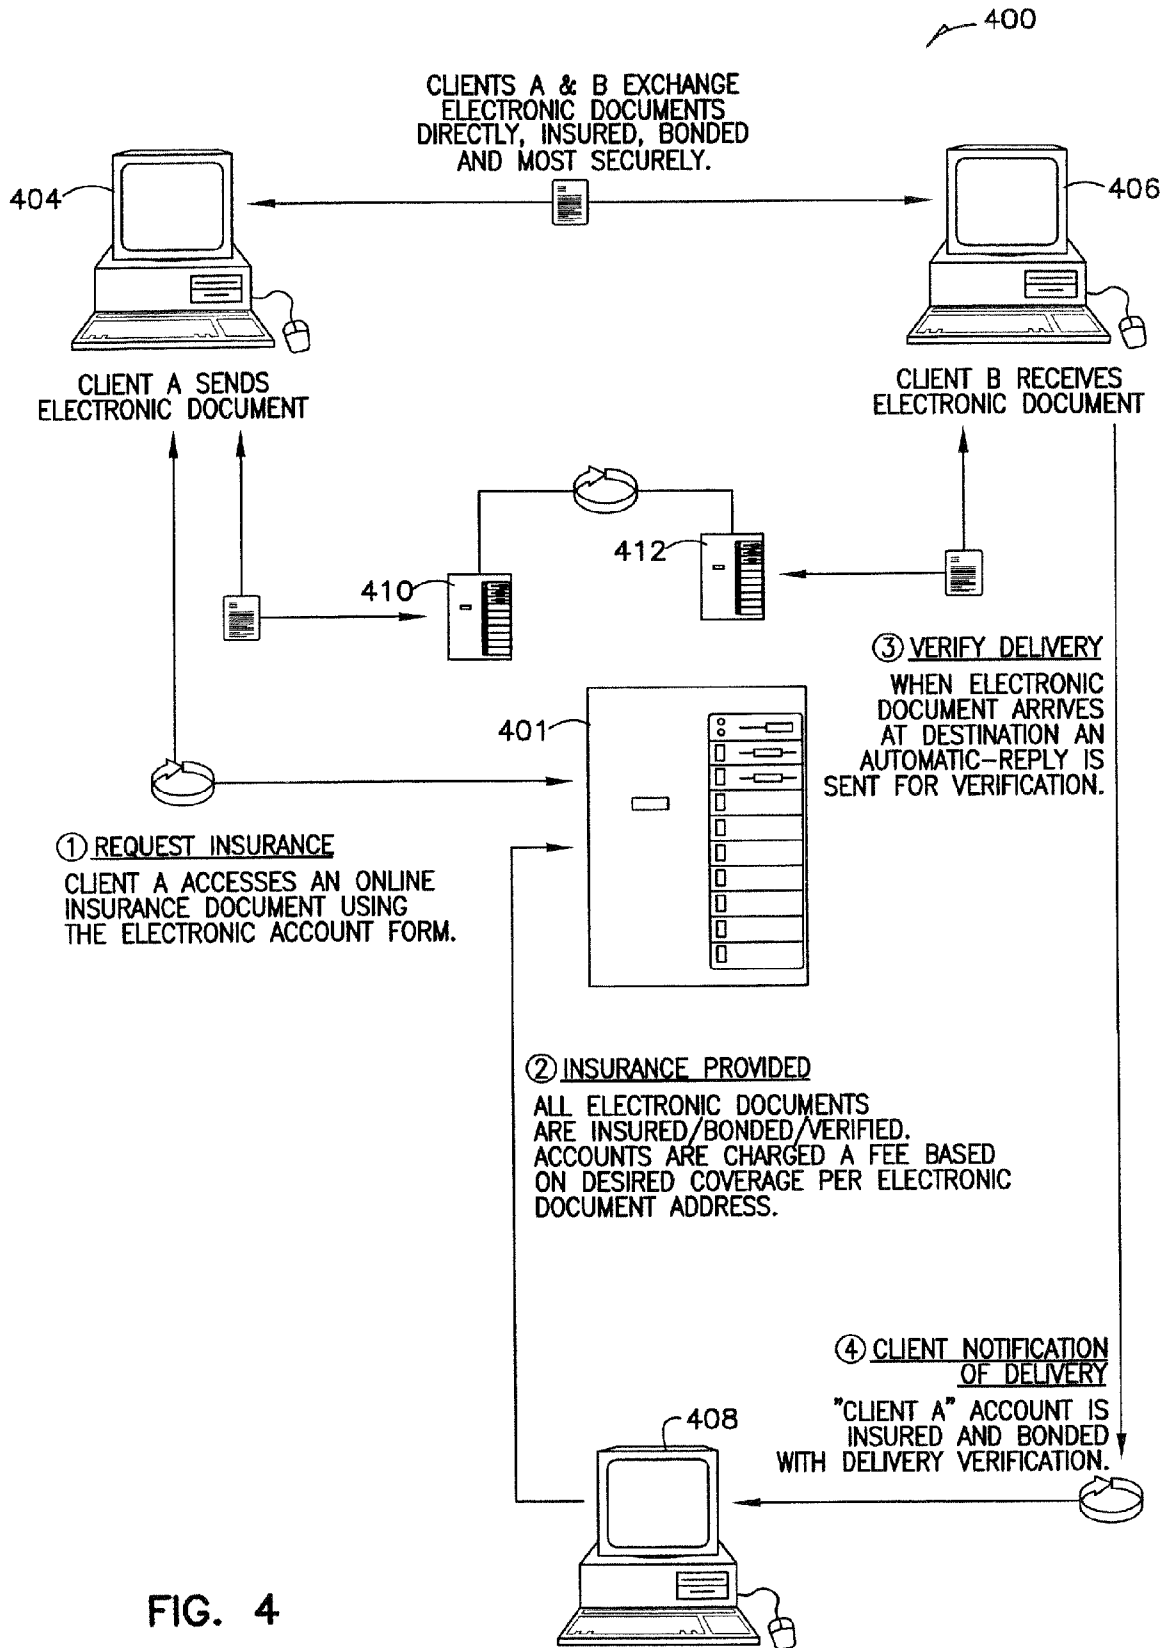 400
CLIENTS A & B EXCHANGE
ELECTRONIC DOCUMENTS
DIRECTLY, INSURED, BONDED
AND MOST SECURELY.
404
406
CLIENT A SENDS
ELECTRONIC DOCUMENT
CLIENT B RECEIVES
ELECTRONIC DOCUMENT
412
410
③ VERIFY DELIVERY
WHEN ELECTRONIC
DOCUMENT ARRIVES
AT DESTINATION AN
AUTOMATIC-REPLY IS
SENT FOR VERIFICATION.
401
① REQUEST INSURANCE
CLIENT A ACCESSES AN ONLINE
INSURANCE DOCUMENT USING
THE ELECTRONIC ACCOUNT FORM.
② INSURANCE PROVIDED
ALL ELECTRONIC DOCUMENTS
ARE INSURED/BONDED/VERIFIED.
ACCOUNTS ARE CHARGED A FEE BASED
ON DESIRED COVERAGE PER ELECTRONIC
DOCUMENT ADDRESS.
④ CLIENT NOTIFICATION
OF DELIVERY
"CLIENT A" ACCOUNT IS
INSURED AND BONDED
WITH DELIVERY VERIFICATION.
408
FIG. 4